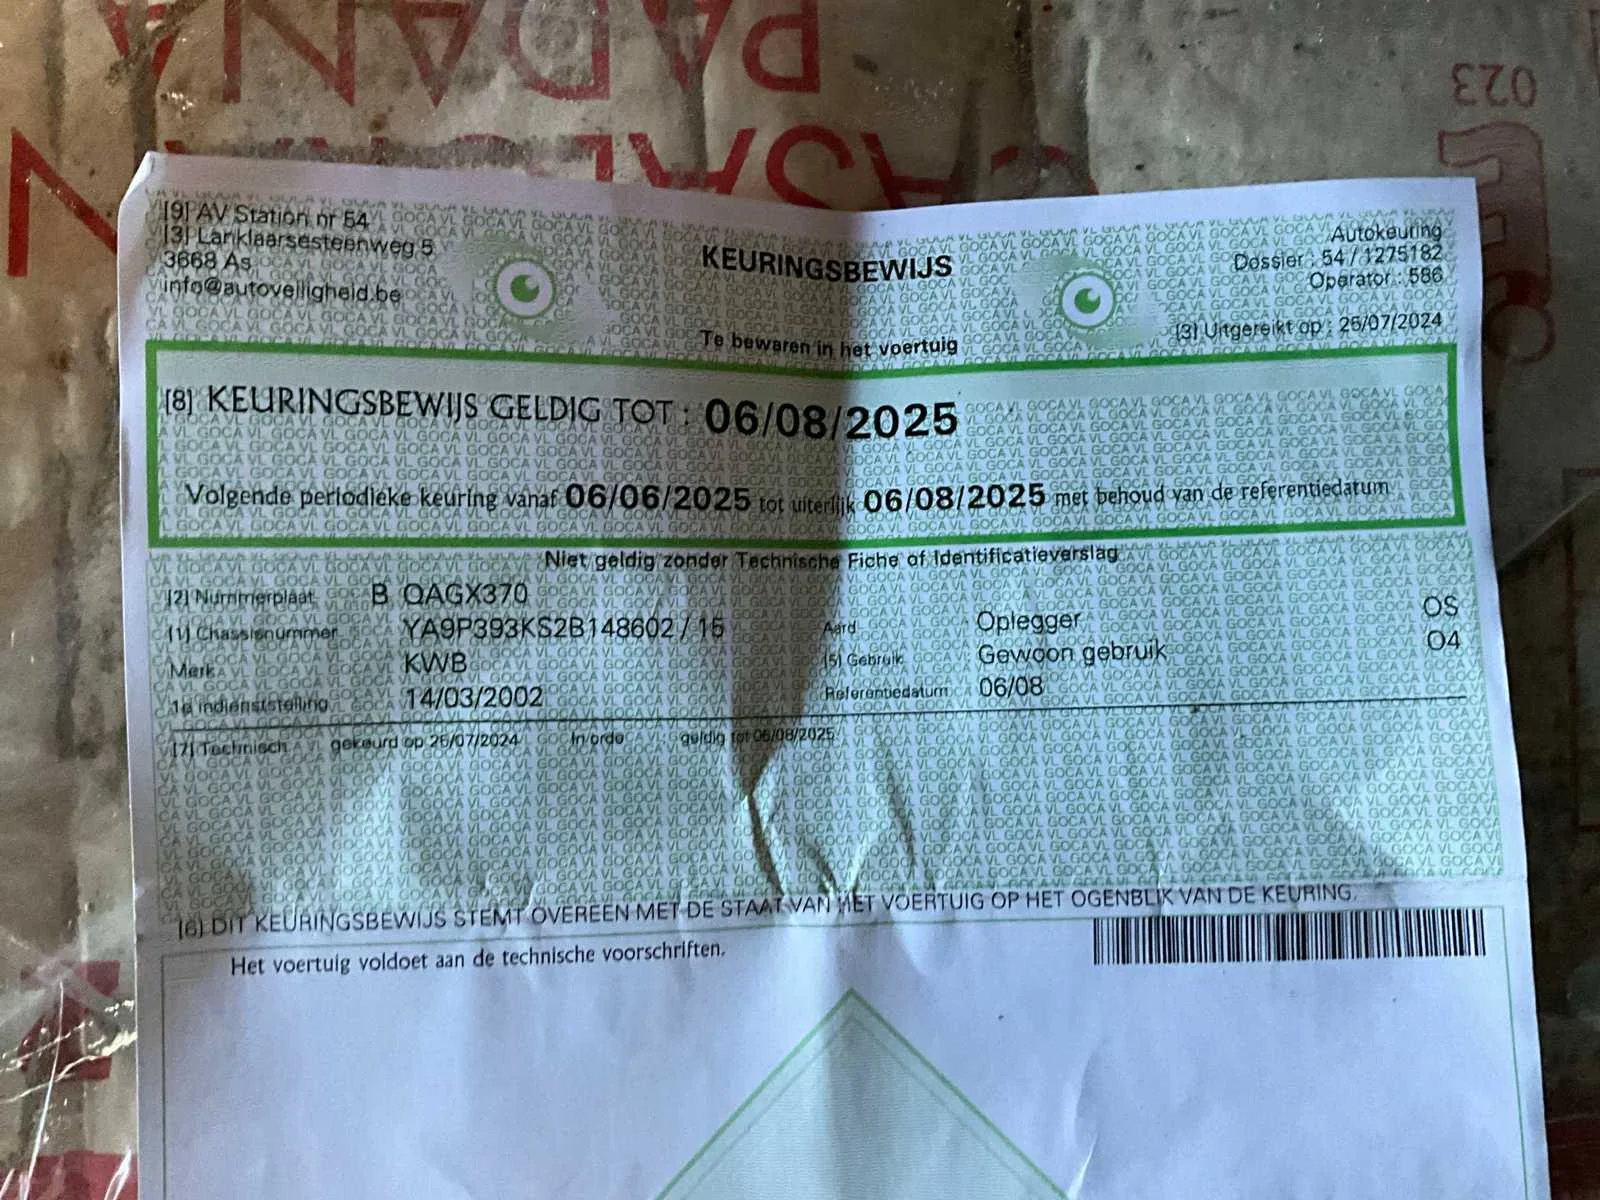 PADANA
CASALGRAN
023
[9] AV Station nr 54
[3] Lanklaarsesteenweg 5
3668 As
info@autoveiligheid.be
KEURINGSBEWIJS
Te bewaren in het voertuig
Autokeuring
Dossier : 54 / 1275182
Operator : 586
[3] Uitgereikt op : 26/07/2024
[8] KEURINGSBEWIJS GELDIG TOT : 06/08/2025
Volgende periodieke keuring vanaf 06/06/2025 tot uiterlijk 06/08/2025 met behoud van de referentiedatum
Niet geldig zonder Technische Fiche of Identificatieverslag
[2] Nummerplaat B QAGX370
[1] Chassisnummer YA9P393KS2B148602 / 15
Aard Oplegger OS
Merk KWB
[5] Gebruik Gewoon gebruik O4
1e indienststelling 14/03/2002
Referentiedatum 06/08
[7] Technisch gekeurd op 26/07/2024 In orde geldig tot 06/08/2025
[6] DIT KEURINGSBEWIJS STEMT OVEREEN MET DE STAAT VAN HET VOERTUIG OP HET OGENBLIK VAN DE KEURING.
Het voertuig voldoet aan de technische voorschriften.